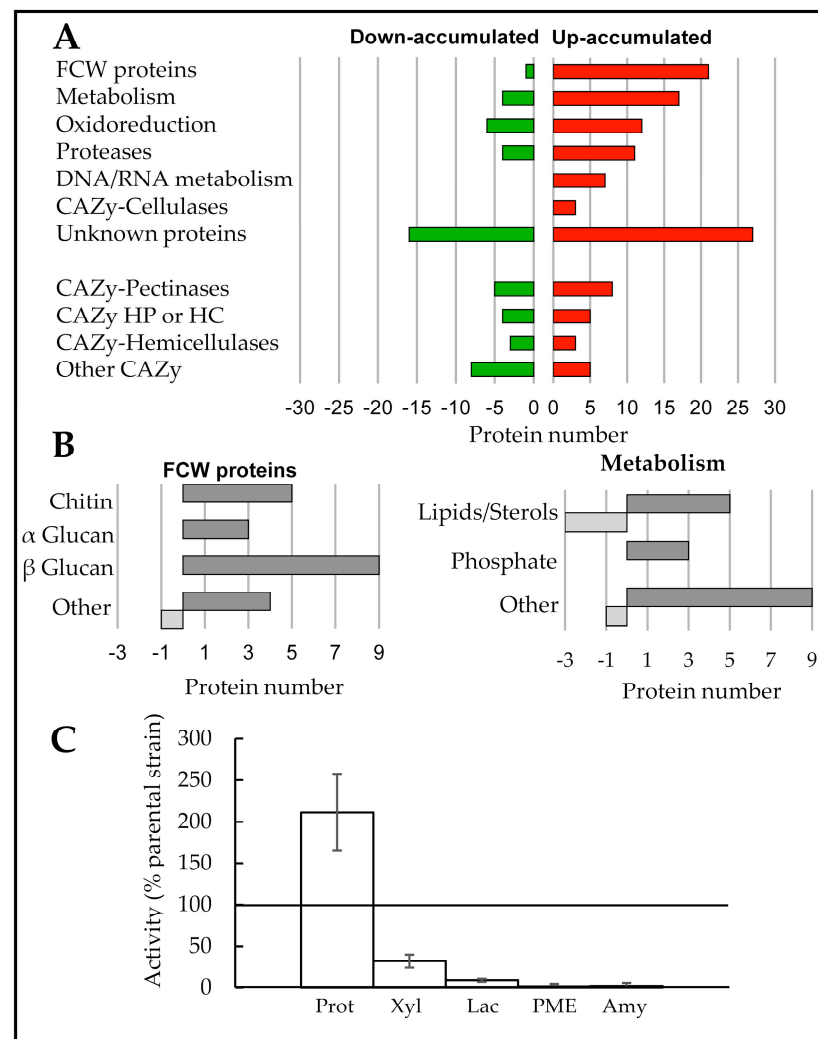 A
Down-accumulated Up-accumulated
FCW proteins
Metabolism
Oxidoreduction
Proteases
DNA/RNA metabolism
CAZy-Cellulases
Unknown proteins
CAZy-Pectinases
CAZy HP or HC
CAZy-Hemicellulases
Other CAZy
-30 -25 -20 -15 -10 -5 0 0 5 10 15 20 25 30
Protein number
B
FCW proteins
Chitin
α Glucan
β Glucan
Other
-3 -1 1 3 5 7 9
Protein number
Metabolism
Lipids/Sterols
Phosphate
Other
-3 -1 1 3 5 7 9
Protein number
C
Activity (% parental strain)
300
250
200
150
100
50
0
Prot Xyl Lac PME Amy